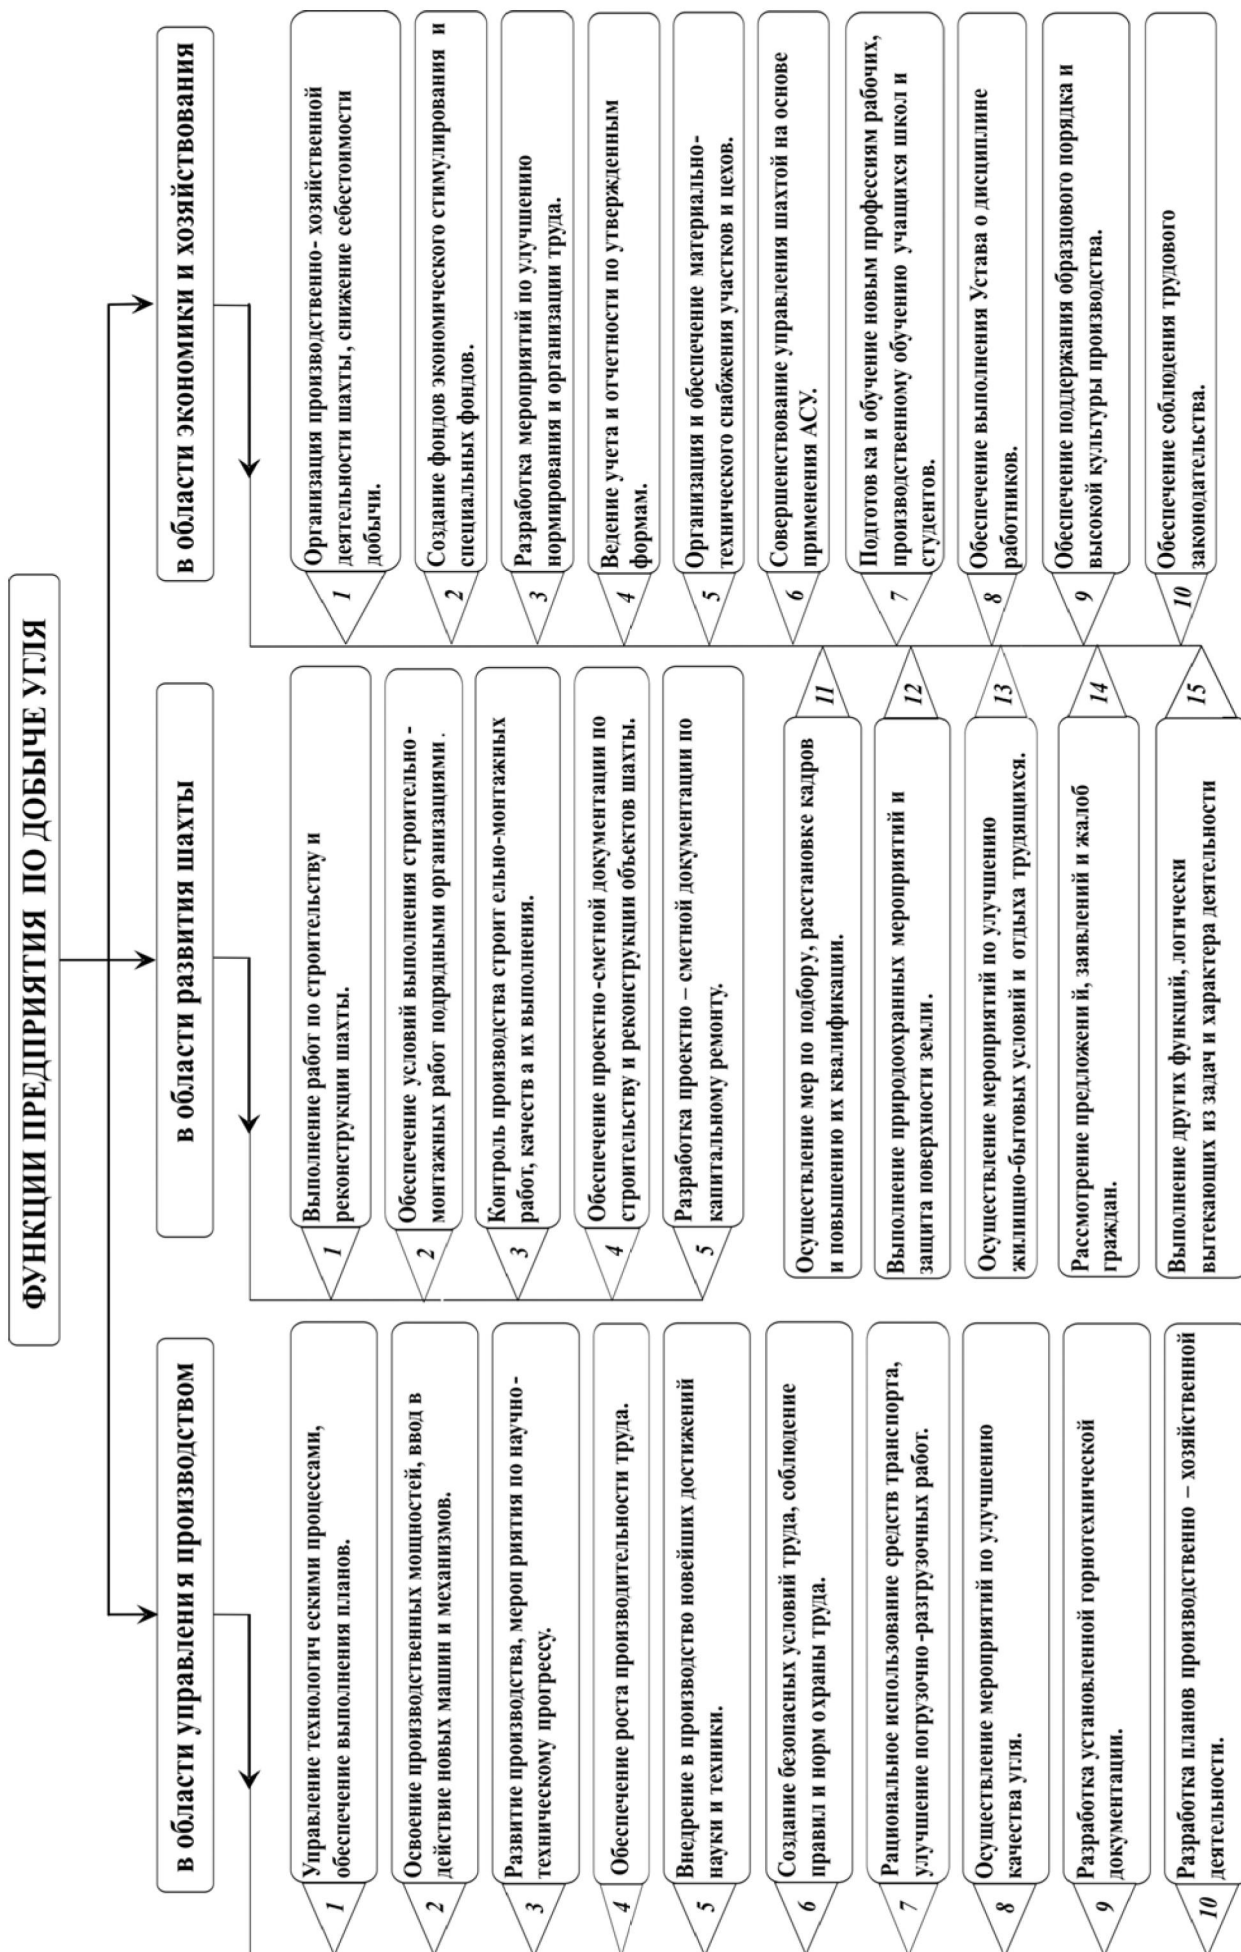 ФУНКЦИИ ПРЕДПРИЯТИЯ ПО ДОБЫЧЕ УГЛЯ
в области управления производством
1
Управление технологическими процессами,
обеспечение выполнения планов.
2
Освоение производственных мощностей, ввод в
действие новых машин и механизмов.
3
Развитие производства, мероприятия по научно-
техническому прогрессу.
4
Обеспечение роста производительности труда.
5
Внедрение в производство новейших достижений
науки и техники.
6
Создание безопасных условий труда, соблюдение
правил и норм охраны труда.
7
Рациональное использование средств транспорта,
улучшение погрузочно-разгрузочных работ.
8
Осуществление мероприятий по улучшению
качества угля.
9
Разработка установленной горнотехнической
документации.
10
Разработка планов производственно – хозяйственной
деятельности.
в области развития шахты
1
Выполнение работ по строительству и
реконструкции шахты.
2
Обеспечение условий выполнения строительно-
монтажных работ подрядными организациями.
3
Контроль производства строительно-монтажных
работ, качества их выполнения.
4
Обеспечение проектно-сметной документации по
строительству и реконструкции объектов шахты.
5
Разработка проектно – сметной документации по
капитальному ремонту.
в области экономики и хозяйствования
1
Организация производственно- хозяйственной
деятельности шахты, снижение себестоимости
добычи.
2
Создание фондов экономического стимулирования и
специальных фондов.
3
Разработка мероприятий по улучшению
нормирования и организации труда.
4
Ведение учета и отчетности по утвержденным
формам.
5
Организация и обеспечение материально-
технического снабжения участков и цехов.
6
Совершенствование управления шахтой на основе
применения АСУ.
7
Подготовка и обучение новым профессиям рабочих,
производственному обучению учащихся школ и
студентов.
8
Обеспечение выполнения Устава о дисциплине
работников.
9
Обеспечение поддержания образцового порядка и
высокой культуры производства.
10
Обеспечение соблюдения трудового
законодательства.
11
Осуществление мер по подбору, расстановке кадров
и повышению их квалификации.
12
Выполнение природоохранных мероприятий и
защита поверхности земли.
13
Осуществление мероприятий по улучшению
жилищно-бытовых условий и отдыха трудящихся.
14
Рассмотрение предложений, заявлений и жалоб
граждан.
15
Выполнение других функций, логически
вытекающих из задач и характера деятельности